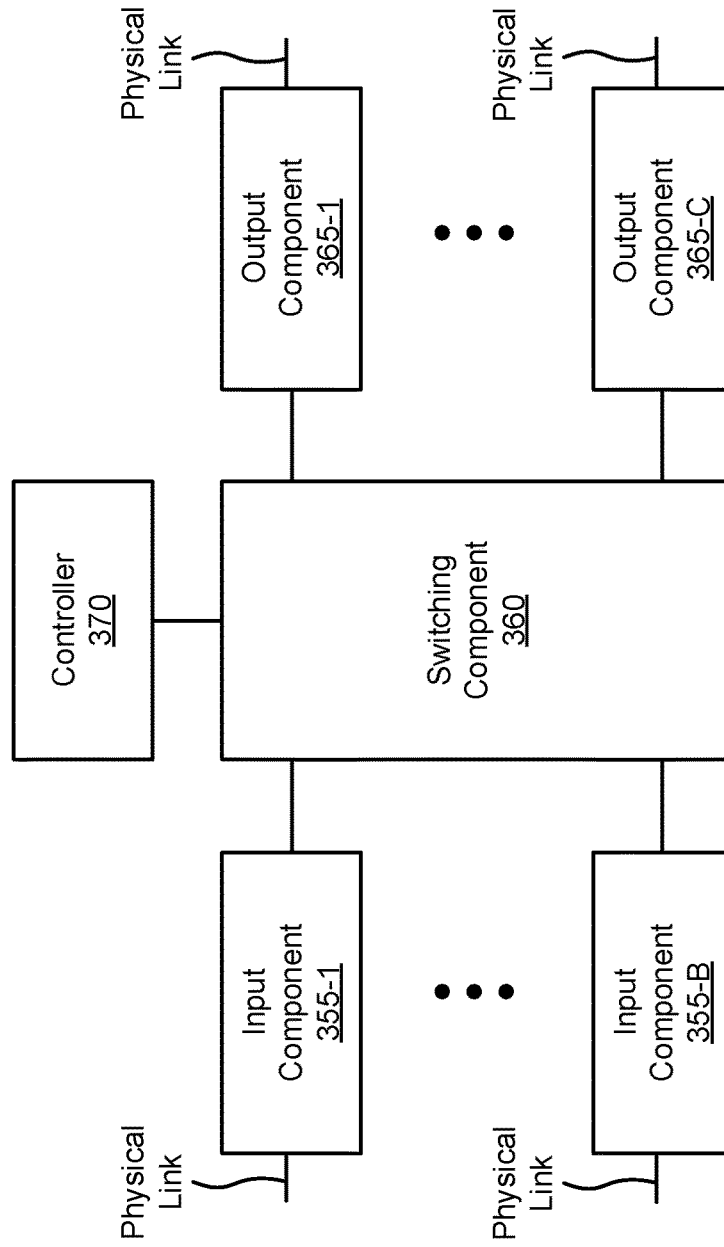 Controller
370
Physical
Link
Input
Component
355-1
Switching
Component
360
Output
Component
365-1
Physical
Link
Physical
Link
Input
Component
355-B
Output
Component
365-C
Physical
Link